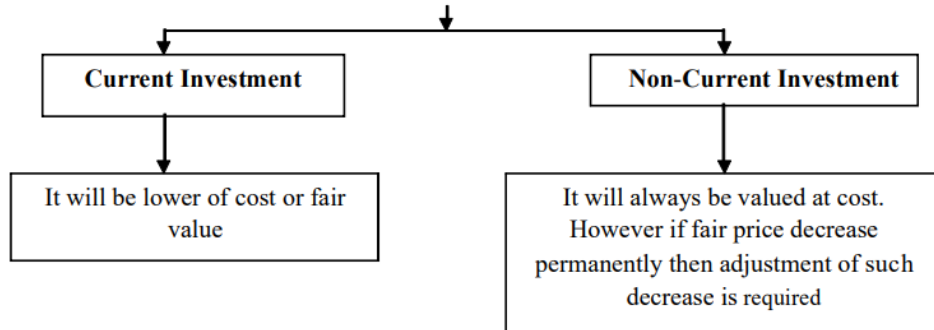 Current Investment
Non-Current Investment
It will be lower of cost or fair
value
It will always be valued at cost.
However if fair price decrease
permanently then adjustment of such
decrease is required